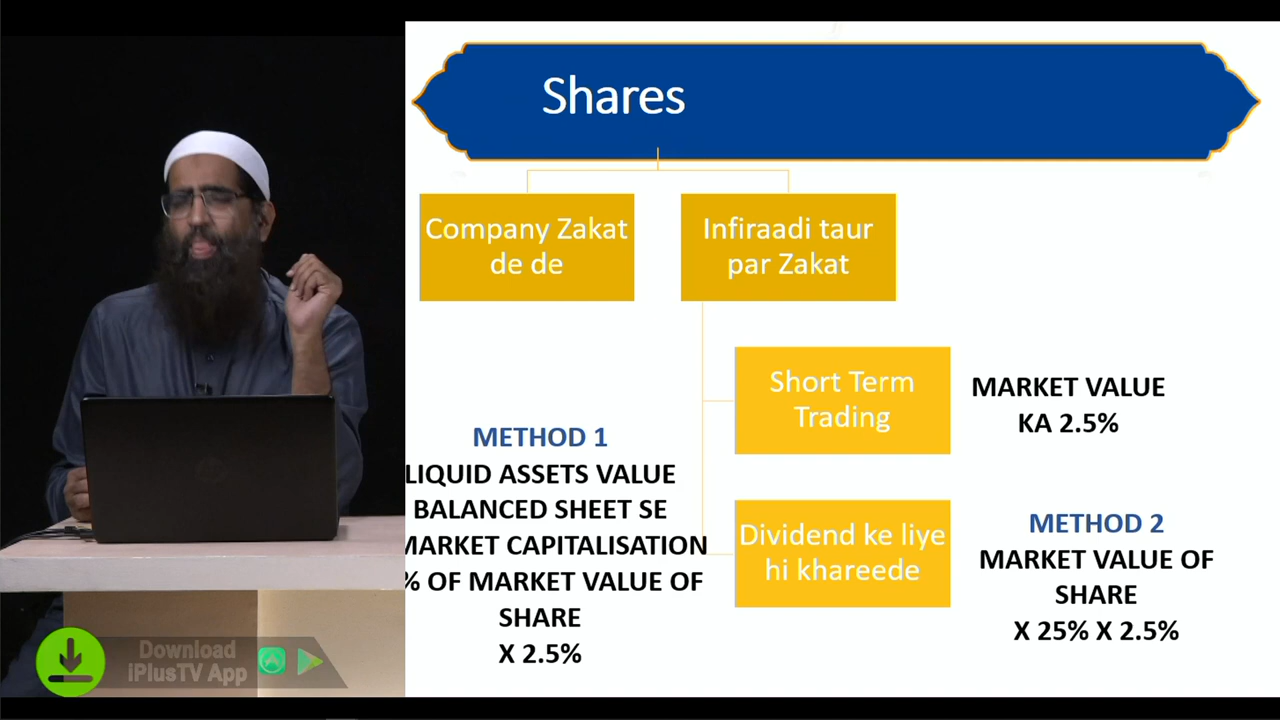 Shares
Company Zakat
de de
Infiraadi taur
par Zakat
Short Term
Trading
MARKET VALUE
KA 2.5%
METHOD 1
LIQUID ASSETS VALUE
BALANCED SHEET SE
MARKET CAPITALISATION
% OF MARKET VALUE OF
SHARE
X 2.5%
Dividend ke liye
hi khareede
METHOD 2
MARKET VALUE OF
SHARE
X 25% X 2.5%
Download
iPlusTV App